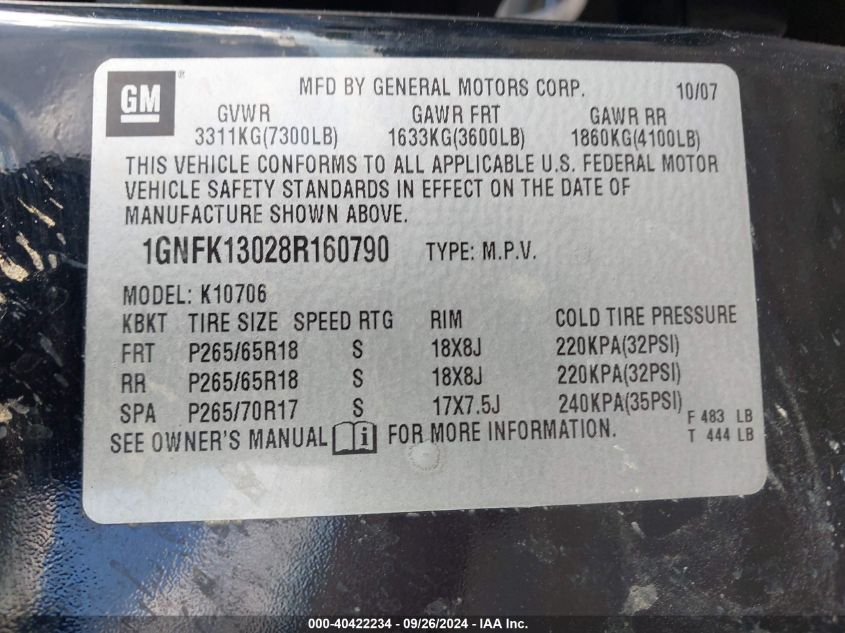 GM ® MFD BY GENERAL MOTORS CORP. 10/07
GVWR GAWR FRT GAWR RR
3311KG(7300LB) 1633KG(3600LB) 1860KG(4100LB)
THIS VEHICLE CONFORMS TO ALL APPLICABLE U.S. FEDERAL MOTOR
VEHICLE SAFETY STANDARDS IN EFFECT ON THE DATE OF
MANUFACTURE SHOWN ABOVE.
1GNFK13028R160790 TYPE: M.P.V.
MODEL: K10706
KBKT TIRE SIZE SPEED RTG RIM COLD TIRE PRESSURE
FRT P265/65R18 S 18X8J 220KPA(32PSI)
RR P265/65R18 S 18X8J 220KPA(32PSI)
SPA P265/70R17 S 17X7.5J 240KPA(35PSI) F 483 LB
SEE OWNER'S MANUAL i FOR MORE INFORMATION. T 444 LB
000-40422234 - 09/26/2024 - IAA Inc.